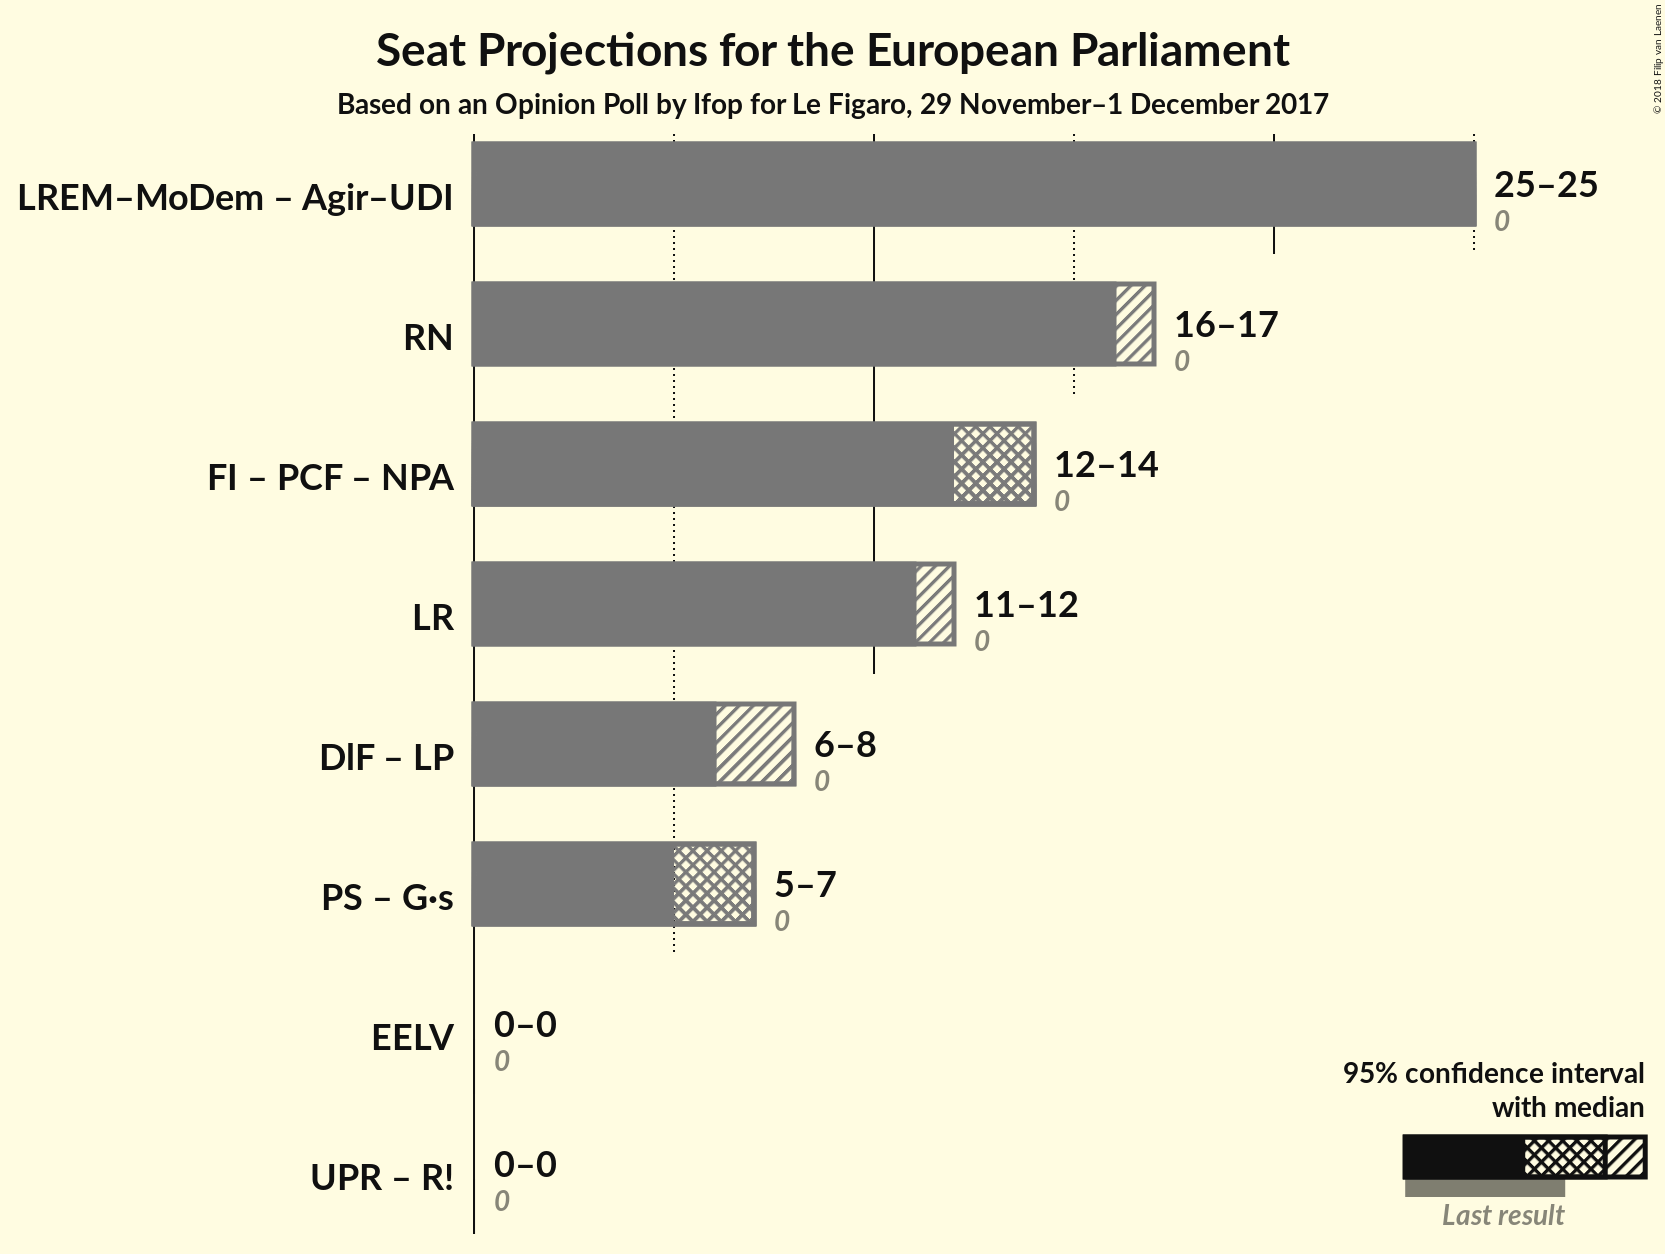 Seat Projections for the European Parliament
Based on an Opinion Poll by Ifop for Le Figaro, 29 November–1 December 2017
© 2018 Filip van Laenen
LREM–MoDem – Agir–UDI
25–25
0
RN
16–17
0
FI – PCF – NPA
12–14
0
LR
11–12
0
DlF – LP
6–8
0
PS – G·s
5–7
0
EELV
0–0
0
UPR – R!
0–0
0
95% confidence interval
with median
Last result